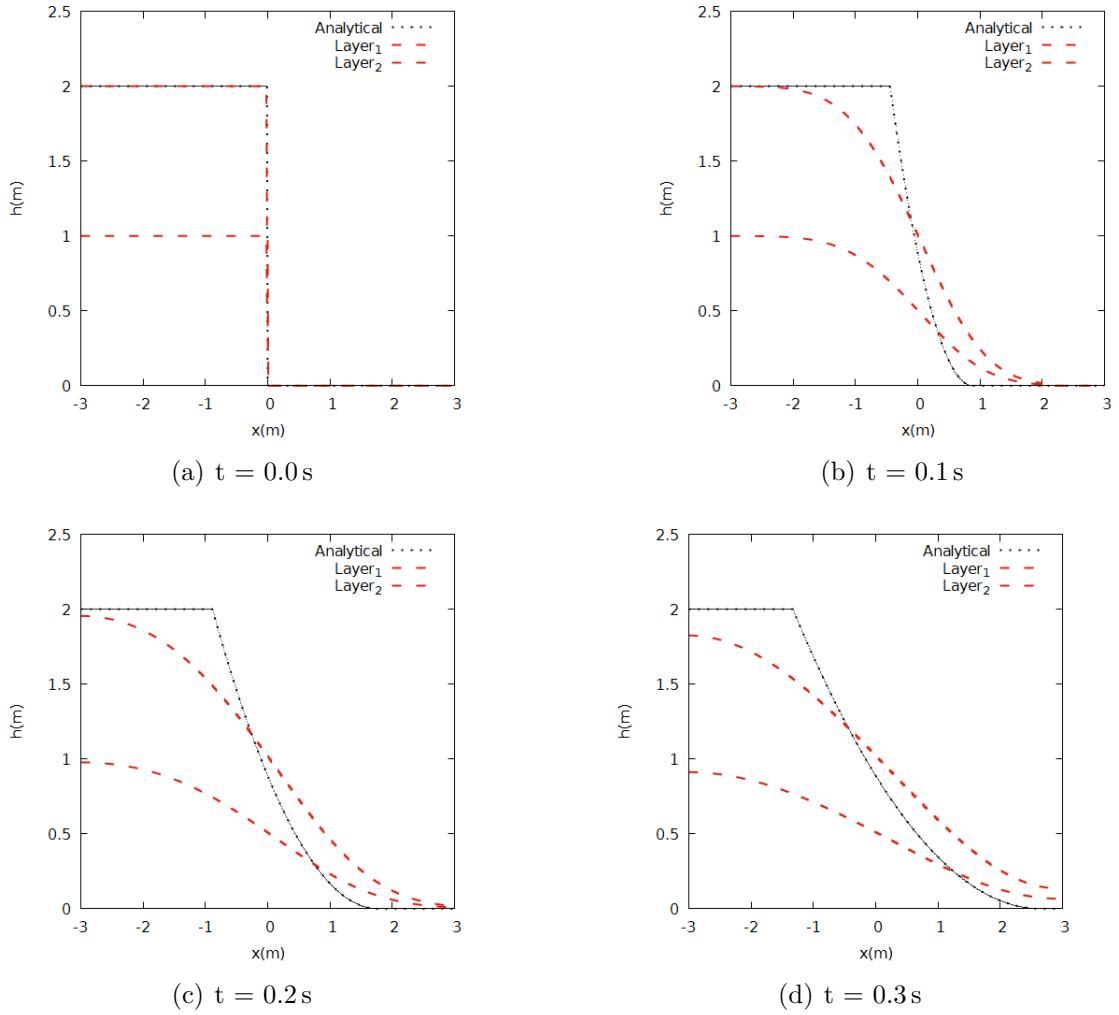 2.5
2
1.5
1
0.5
0
h(m)
-3 -2 -1 0 1 2 3
x(m)
Analytical
Layer1
Layer2
(a) t = 0.0 s
2.5
2
1.5
1
0.5
0
h(m)
-3 -2 -1 0 1 2 3
x(m)
Analytical
Layer1
Layer2
(b) t = 0.1 s
2.5
2
1.5
1
0.5
0
h(m)
-3 -2 -1 0 1 2 3
x(m)
Analytical
Layer1
Layer2
(c) t = 0.2 s
2.5
2
1.5
1
0.5
0
h(m)
-3 -2 -1 0 1 2 3
x(m)
Analytical
Layer1
Layer2
(d) t = 0.3 s